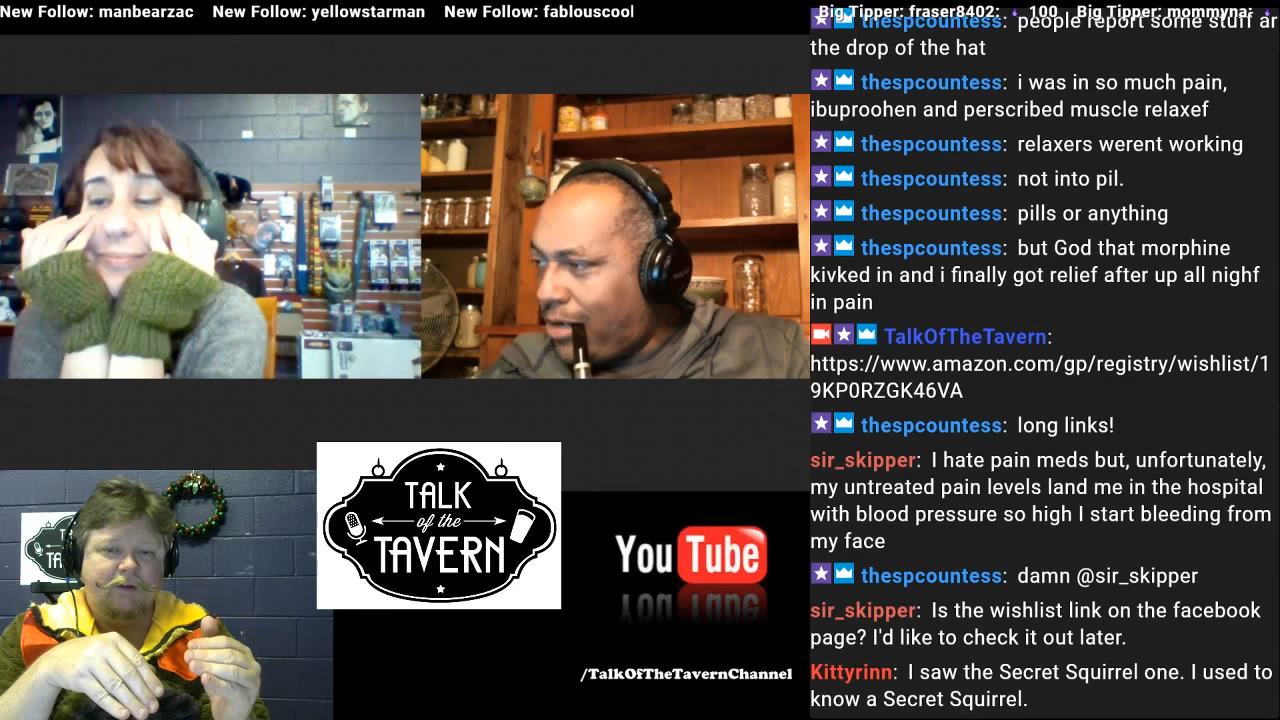 New Follow: manbearzac New Follow: yellowstarman New Follow: fablouscool
Big Tipper: fraser8402: 100 Big Tipper: mommyna:
people report some stuff ar
the drop of the hat
thespcountess: i was in so much pain,
ibuproohen and perscribed muscle relaxef
thespcountess: relaxers werent working
thespcountess: not into pil.
thespcountess: pills or anything
thespcountess: but God that morphine
kivked in and i finally got relief after up all nighf
in pain
TalkOfTheTavern:
https://www.amazon.com/gp/registry/wishlist/1
9KP0RZGK46VA
thespcountess: long links!
sir_skipper: I hate pain meds but, unfortunately,
my untreated pain levels land me in the hospital
with blood pressure so high I start bleeding from
my face
thespcountess: damn @sir_skipper
sir_skipper: Is the wishlist link on the facebook
page? I'd like to check it out later.
Kittyrinn: I saw the Secret Squirrel one. I used to
know a Secret Squirrel.
TALK
of the
TAVERN
YouTube
/TalkOfTheTavernChannel